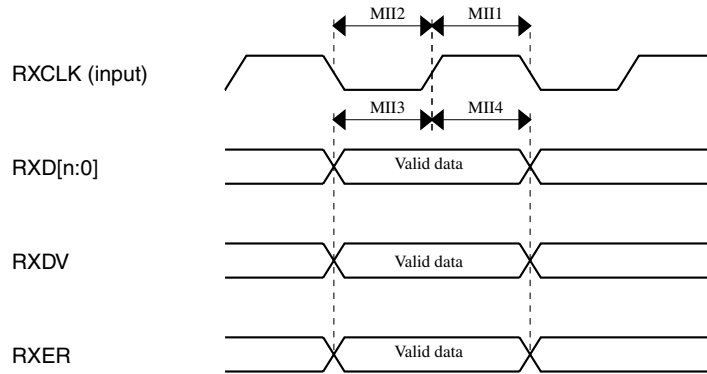 MII2 MII1
RXCLK (input)
MII3 MII4
RXD[n:0] Valid data
RXDV Valid data
RXER Valid data